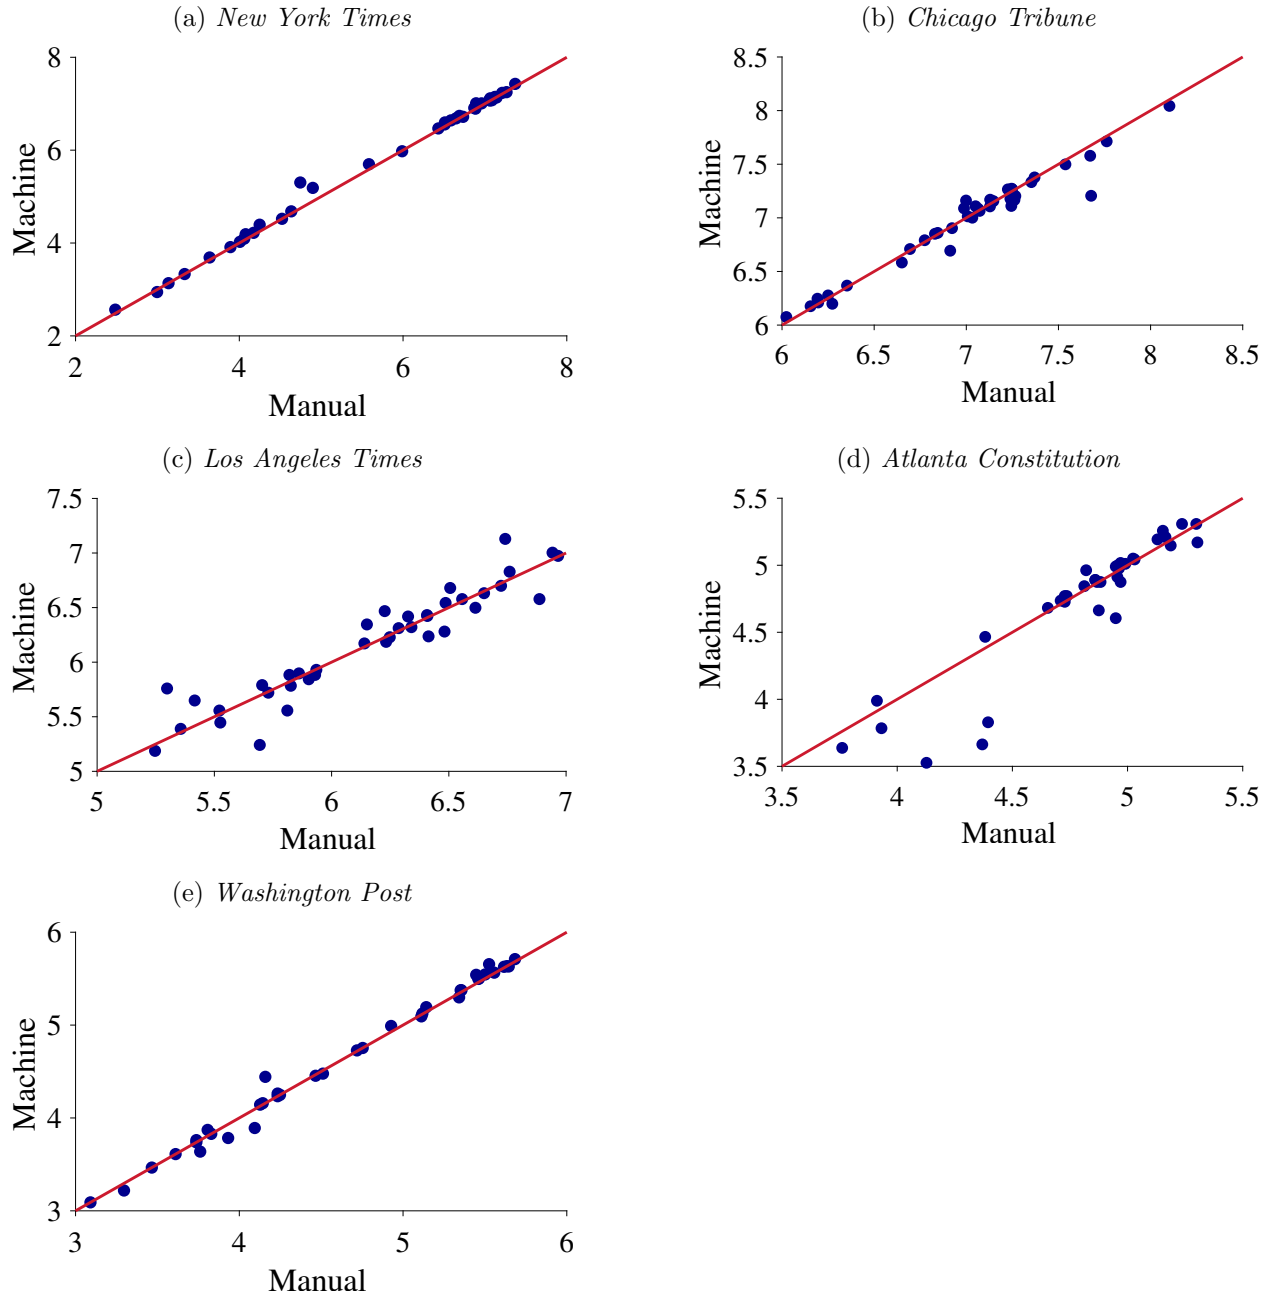 (a) New York Times
8
6
4
2
2 4 6 8
Machine
Manual
(b) Chicago Tribune
8.5
8
7.5
7
6.5
6
6 6.5 7 7.5 8 8.5
Machine
Manual
(c) Los Angeles Times
7.5
7
6.5
6
5.5
5
5 5.5 6 6.5 7
Machine
Manual
(d) Atlanta Constitution
5.5
5
4.5
4
3.5
3.5 4 4.5 5 5.5
Machine
Manual
(e) Washington Post
6
5
4
3
3 4 5 6
Machine
Manual